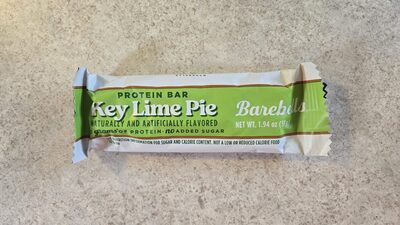 PROTEIN BAR
Key Lime Pie
Barebells
NATURALLY AND ARTIFICIALLY FLAVORED
OF PROTEIN • no ADDED SUGAR
NET WT. 1.94 oz
INFORMATION FOR SUGAR AND CALORIE CONTENT. NOT A LOW OR REDUCED CALORIE FOOD